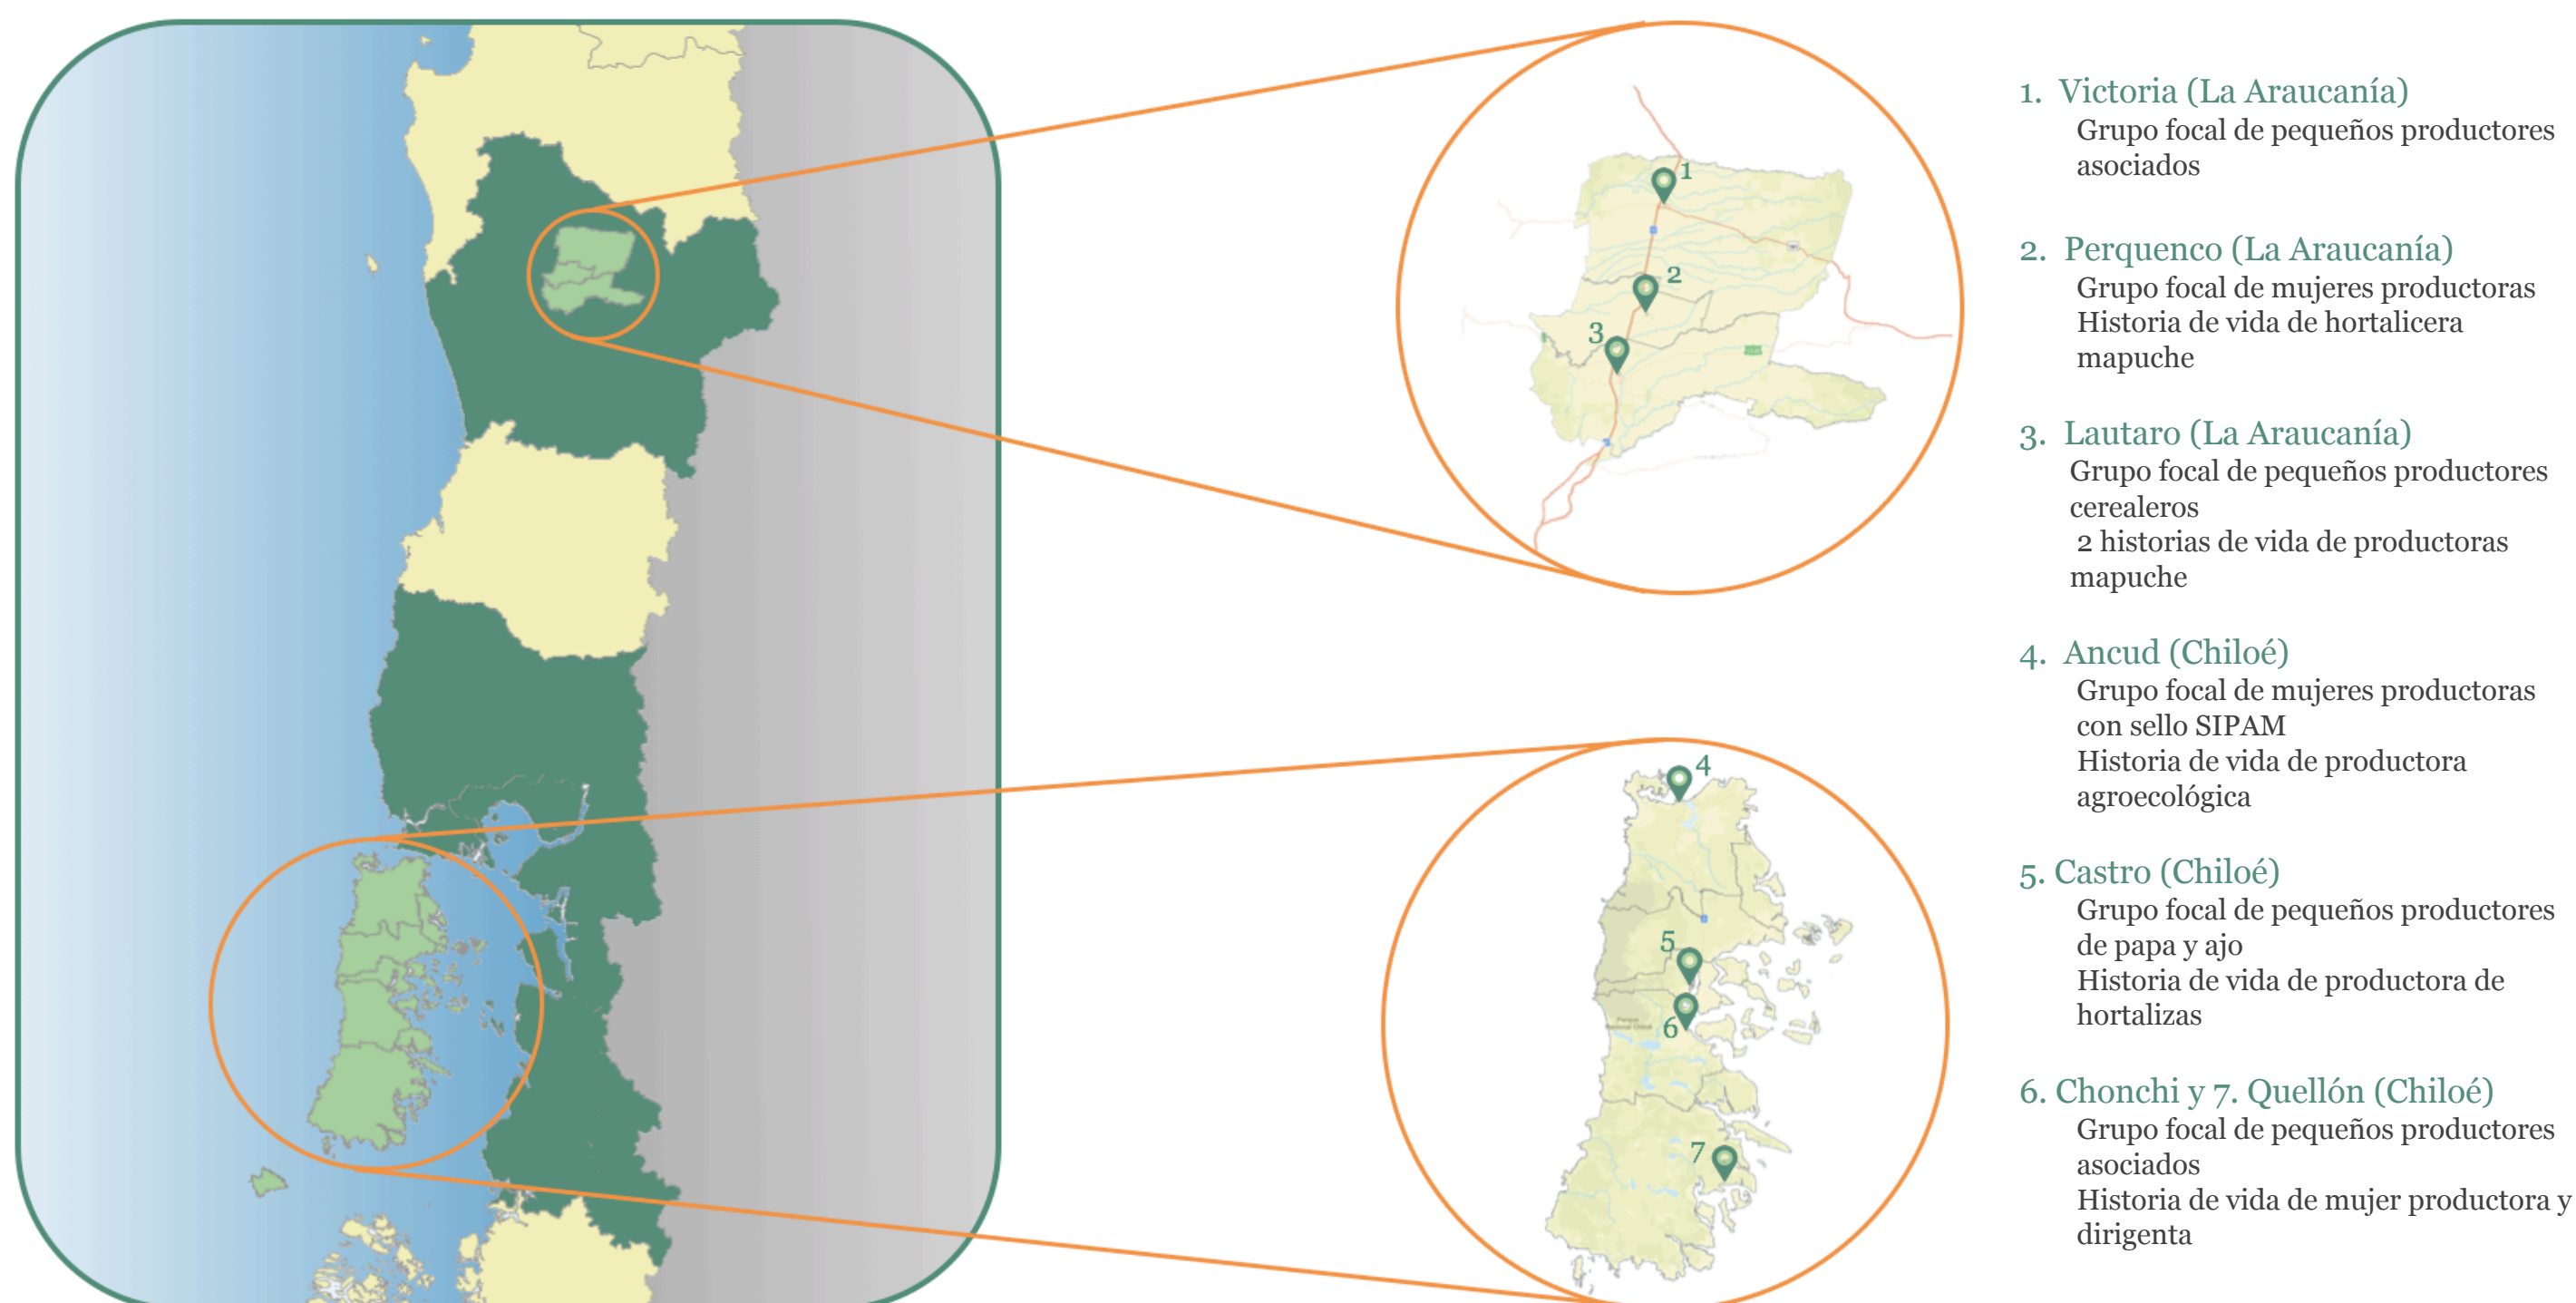 1
2
3
4
5
6
7
Parque
Nacional Chiloé
1. Victoria (La Araucanía)
Grupo focal de pequeños productores
asociados
2. Perquenco (La Araucanía)
Grupo focal de mujeres productoras
Historia de vida de hortalicera
mapuche
3. Lautaro (La Araucanía)
Grupo focal de pequeños productores
cerealeros
2 historias de vida de productoras
mapuche
4. Ancud (Chiloé)
Grupo focal de mujeres productoras
con sello SIPAM
Historia de vida de productora
agroecológica
5. Castro (Chiloé)
Grupo focal de pequeños productores
de papa y ajo
Historia de vida de productora de
hortalizas
6. Chonchi y 7. Quellón (Chiloé)
Grupo focal de pequeños productores
asociados
Historia de vida de mujer productora y
dirigenta